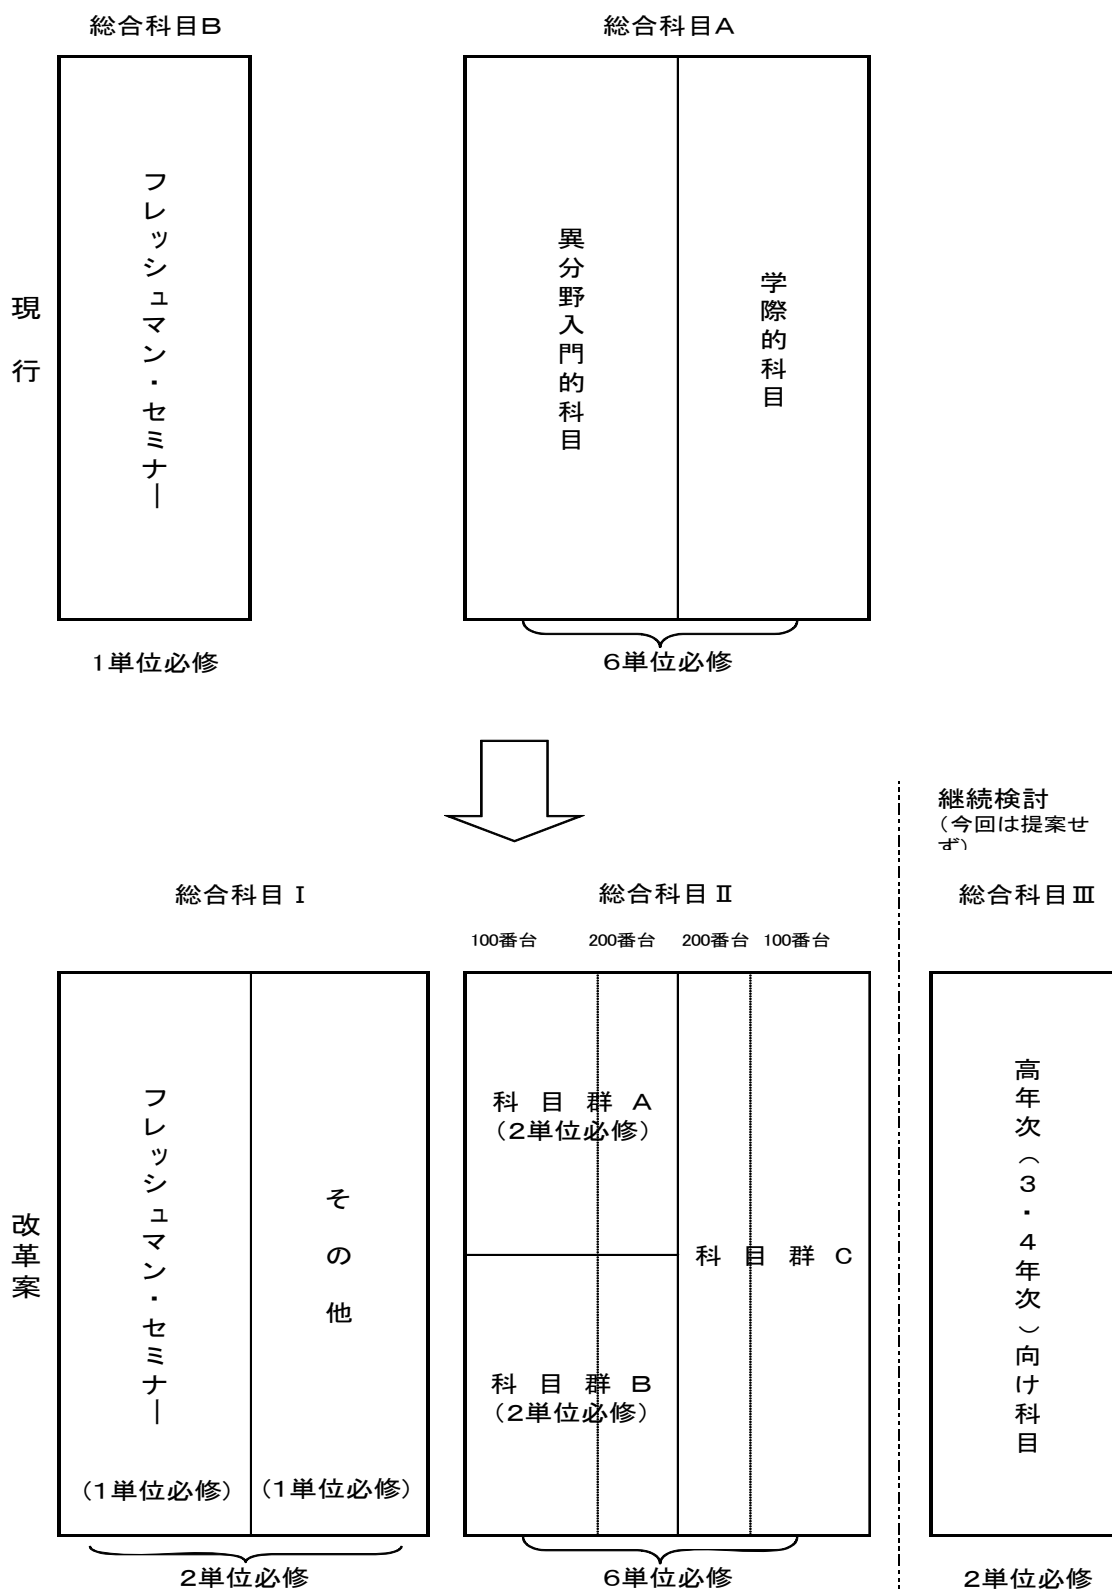 総合科目B
総合科目A
現行
フレッシュマン・セミナー
異分野入門的科目
学際的科目
1単位必修
6単位必修
継続検討
（今回は提案せ
ず）
総合科目Ⅰ
総合科目Ⅱ
総合科目Ⅲ
100番台
200番台
200番台
100番台
改革案
フレッシュマン・セミナー
(1単位必修)
その他
(1単位必修)
科目群A
(2単位必修)
科目群B
(2単位必修)
科目群C
高年次（3・4年次）向け科目
2単位必修
6単位必修
2単位必修